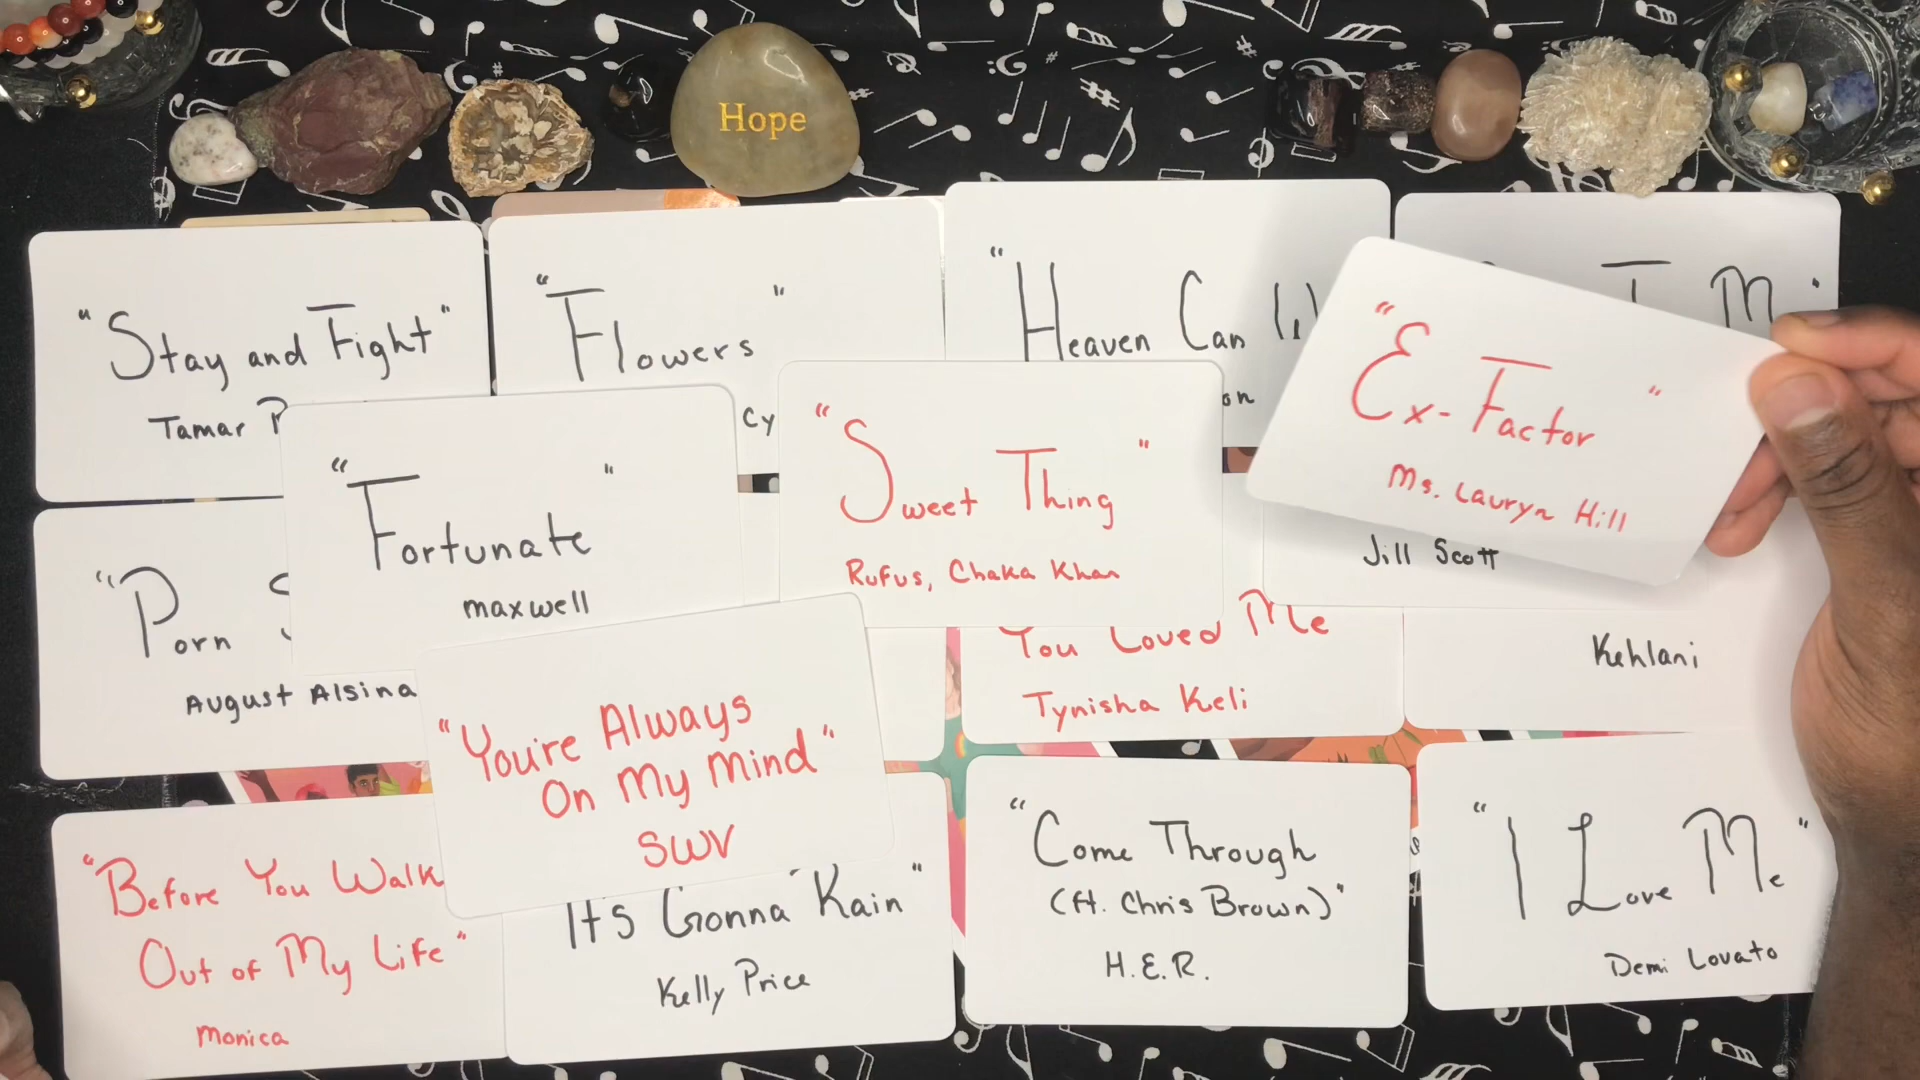 Hope
"Stay and Fight"
Tamar
"Flowers"
cy
"Heaven Can
on
"Ex-Factor"
Ms. Lauryn Hill
"Fortunate"
maxwell
"Sweet Thing"
Rufus, Chaka Khan
Jill Scott
"Porn
August Alsina
"You're Always
On My Mind"
SWV
You Loved Me
Tynisha Keli
Kehlani
"Before You Walk
Out of My Life"
Monica
It's Gonna Rain"
Kelly Price
"Come Through
(ft. Chris Brown)"
H.E.R.
"I Love Me"
Demi Lovato